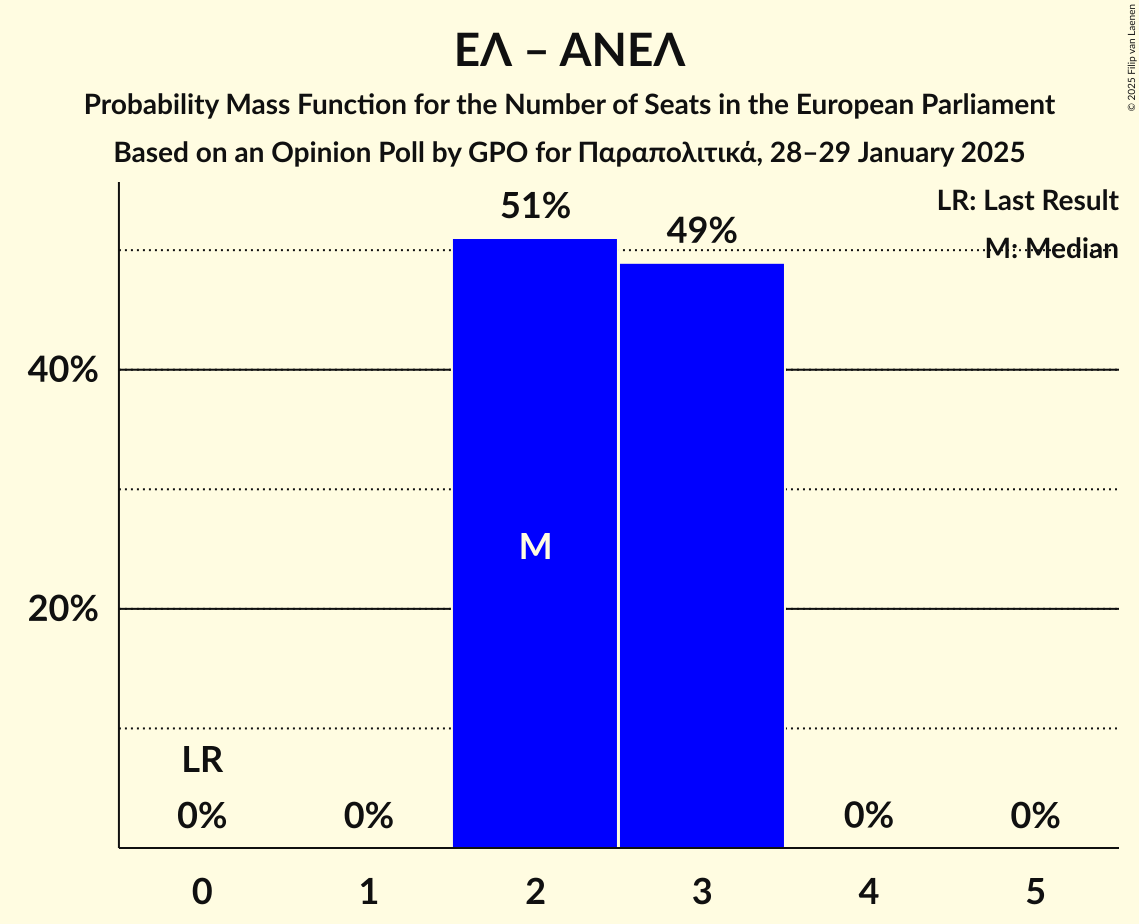 ΕΛ – ΑΝΕΛ
Probability Mass Function for the Number of Seats in the European Parliament
Based on an Opinion Poll by GPO for Παραπολιτικά, 28–29 January 2025
© 2025 Filip van Laenen
LR: Last Result
M: Median
51%
49%
40%
20%
M
LR
0%
0%
0%
0%
0
1
2
3
4
5